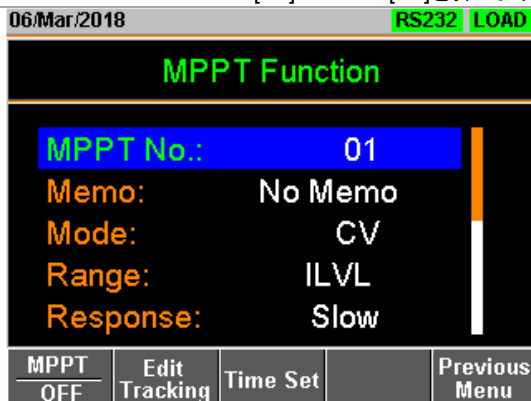 06/Mar/2018 RS232 LOAD
MPPT Function
MPPT No.: 01
Memo: No Memo
Mode: CV
Range: ILVL
Response: Slow
MPPT Edit Previous
OFF Tracking Time Set Menu